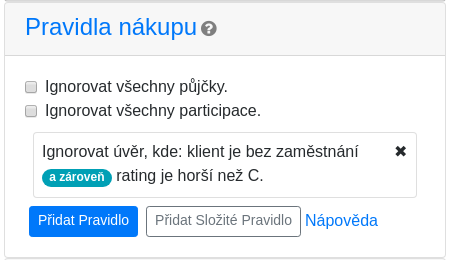 Pravidla nákupu
Ignorovat všechny půjčky.
Ignorovat všechny participace.
Ignorovat úvěr, kde: klient je bez zaměstnání
a zároveň rating je horší než C.
Přidat Pravidlo Přidat Složité Pravidlo Nápověda